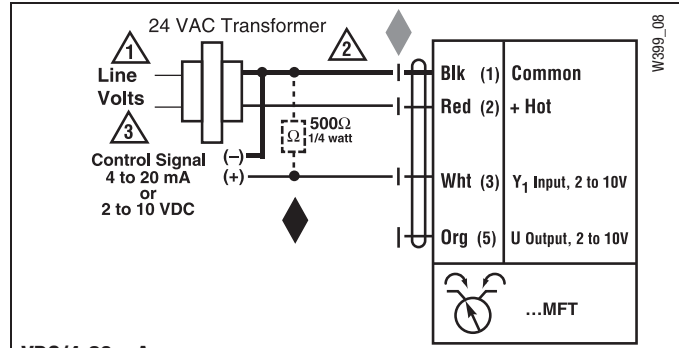 24 VAC Transformer
1
2
Line
Volts
3
Control Signal
4 to 20 mA
or
2 to 10 VDC
(–)
(+)
500Ω
1/4 watt
Ω
Blk (1) Common
Red (2) + Hot
Wht (3) Y₁ Input, 2 to 10V
Org (5) U Output, 2 to 10V
...MFT
W399_08